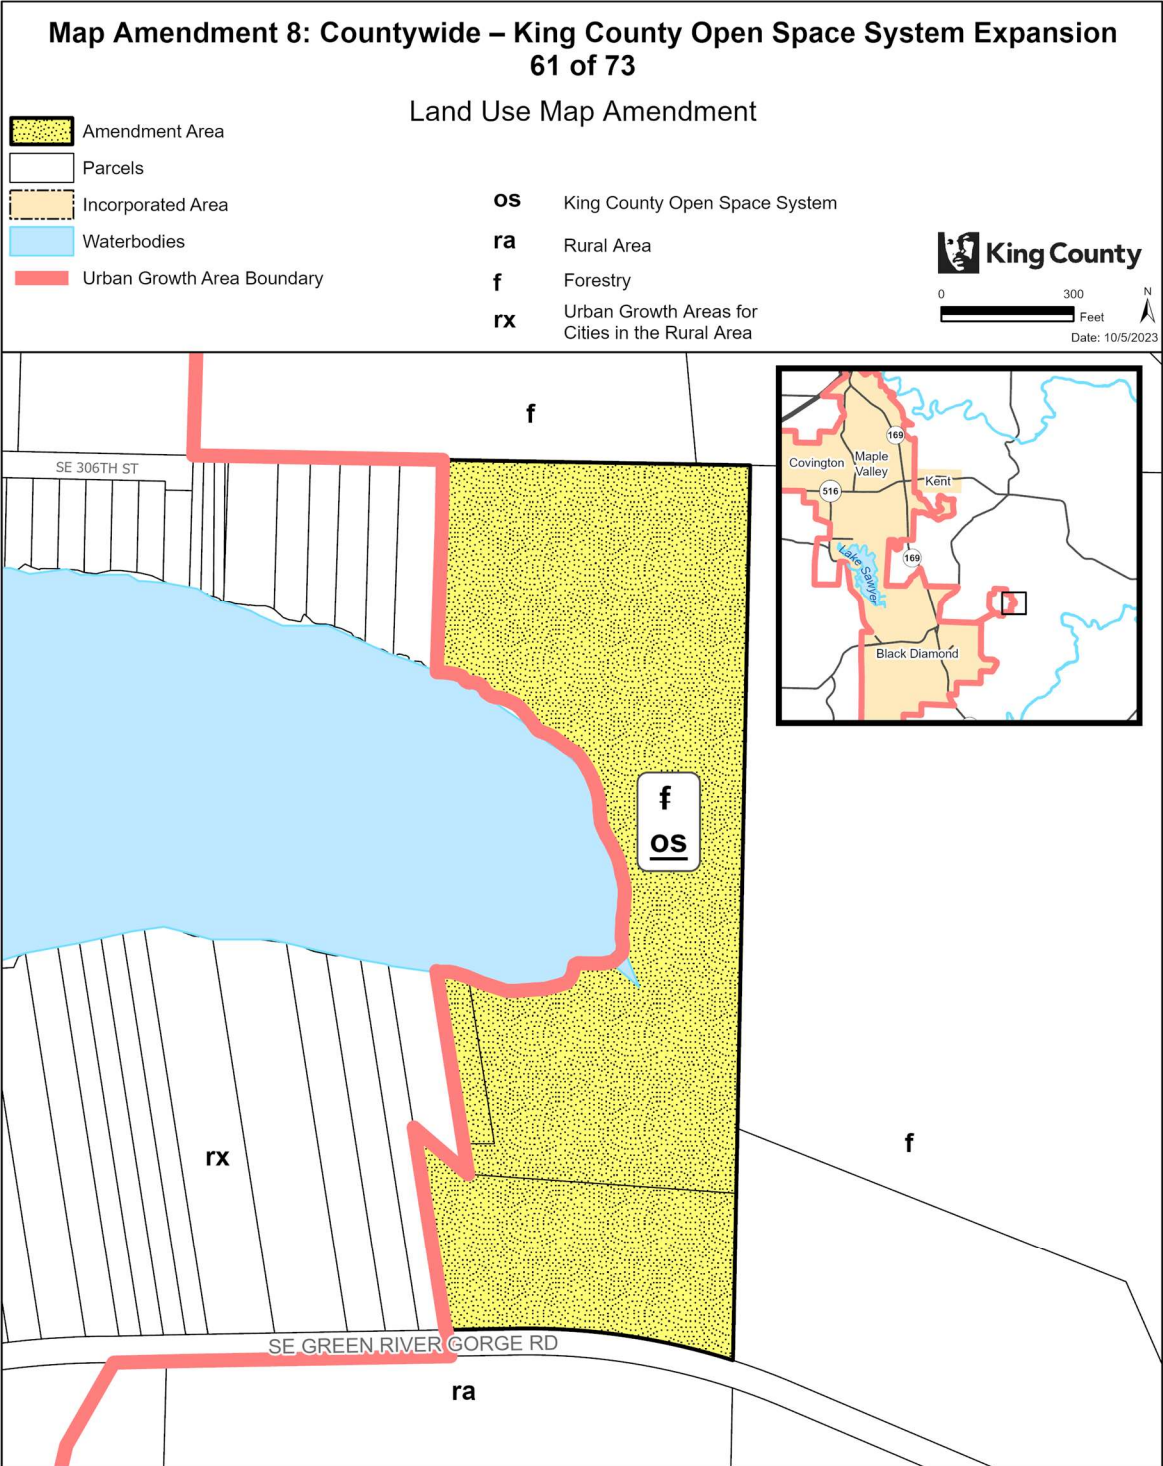 Map Amendment 8: Countywide – King County Open Space System Expansion
61 of 73
Land Use Map Amendment
Amendment Area
Parcels
Incorporated Area
Waterbodies
Urban Growth Area Boundary
os King County Open Space System
ra Rural Area
f Forestry
rx Urban Growth Areas for
Cities in the Rural Area
King County
0 300
Feet
N
Date: 10/5/2023
f
SE 306TH ST
169
Covington
Maple
Valley
Kent
516
169
Lake Sawyer
Black Diamond
f
os
rx
f
SE GREEN RIVER GORGE RD
ra